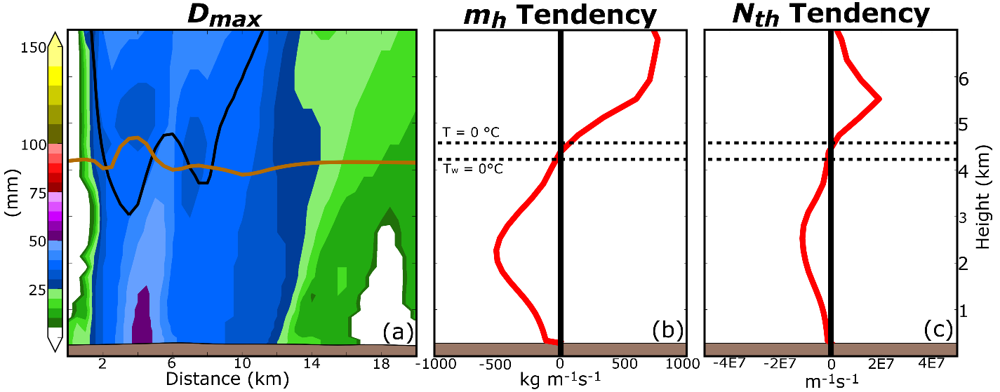 Dmax
mh Tendency
Nth Tendency
150
100
75
50
25
(mm)
2
6
10
14
18
Distance (km)
(a)
T = 0 °C
Tw = 0°C
(b)
-1000
-500
0
500
1000
kg m⁻¹s⁻¹
(c)
-4E7
-2E7
0
2E7
4E7
m⁻¹s⁻¹
6
5
4
3
2
1
Height (km)